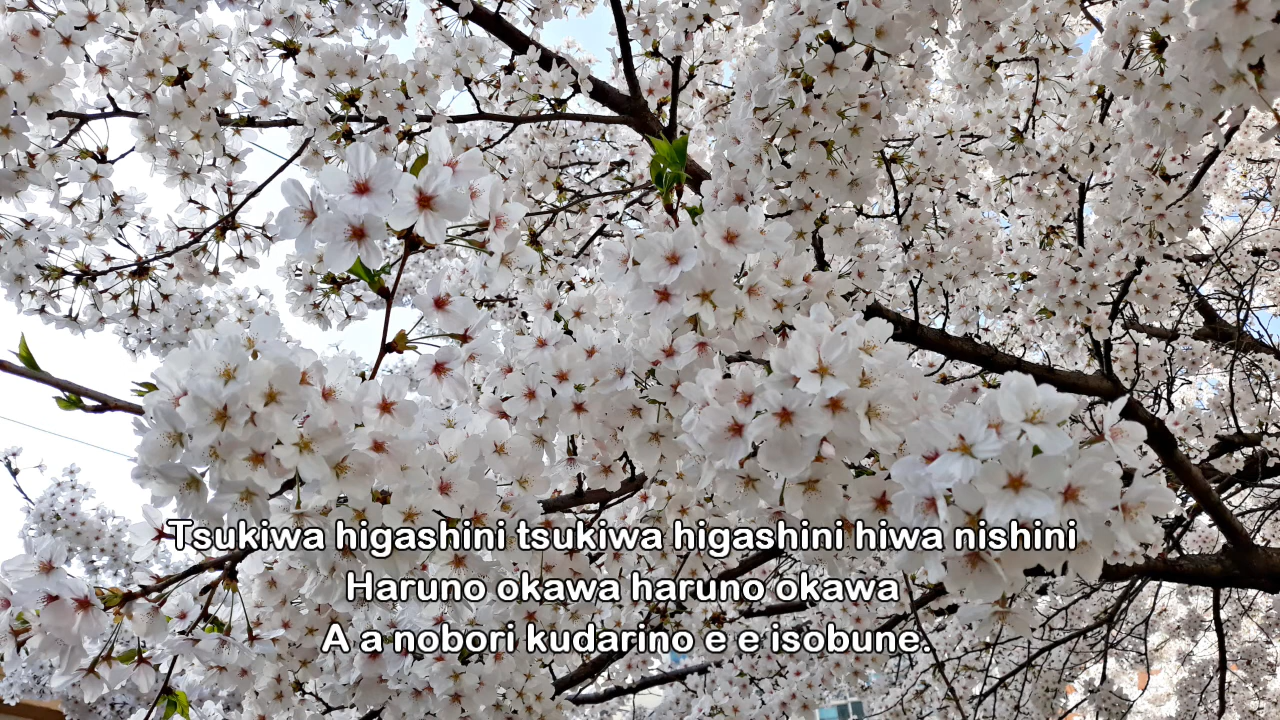 Tsukiwa higashini tsukiwa higashini hiwa nishini
Haruno okawa haruno okawa
A a nobori kudarino e e isobune.